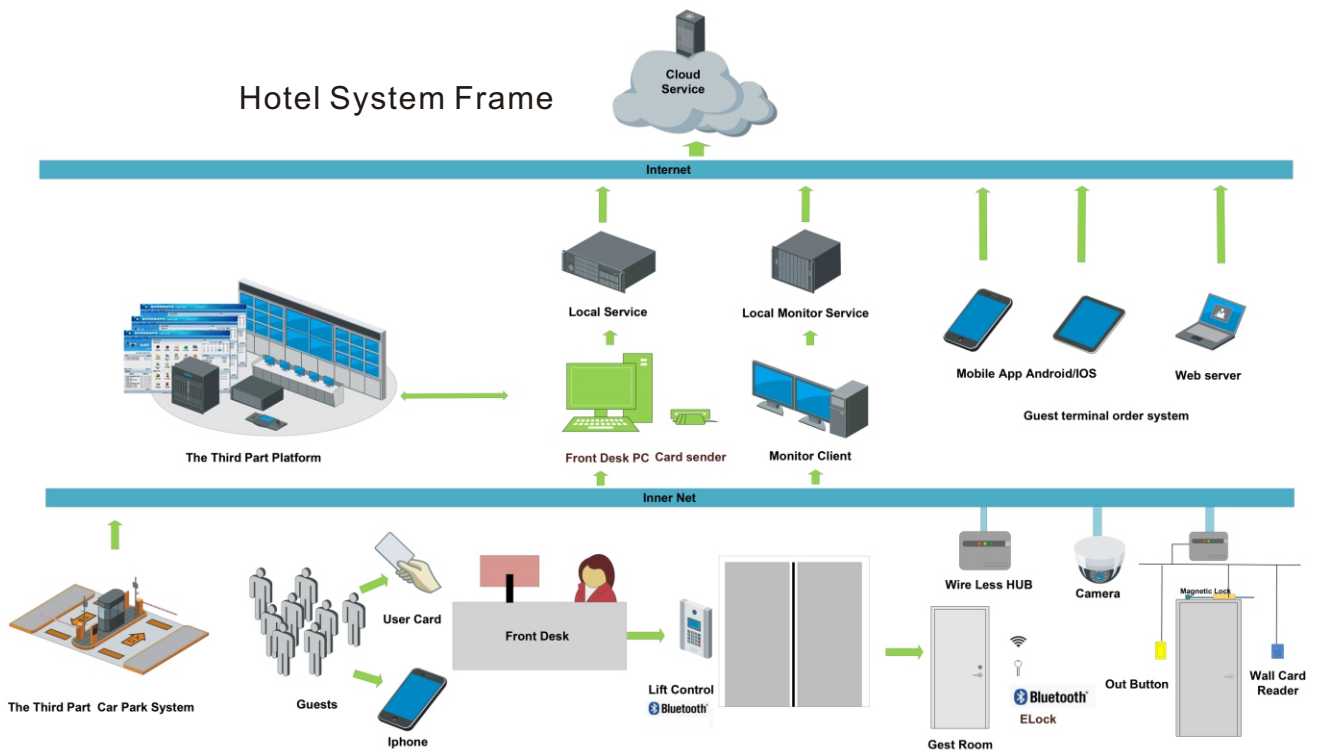 Cloud
Service
Hotel System Frame
Internet
Local Service
Local Monitor Service
Mobile App Android/IOS
Web server
Guest terminal order system
The Third Part Platform
Front Desk PC
Card sender
Monitor Client
Inner Net
Wire Less HUB
Camera
Magnetic Lock
User Card
Front Desk
Lift Control
Bluetooth
Out Button
Wall Card
Reader
The Third Part Car Park System
Guests
Iphone
Bluetooth
ELock
Gest Room